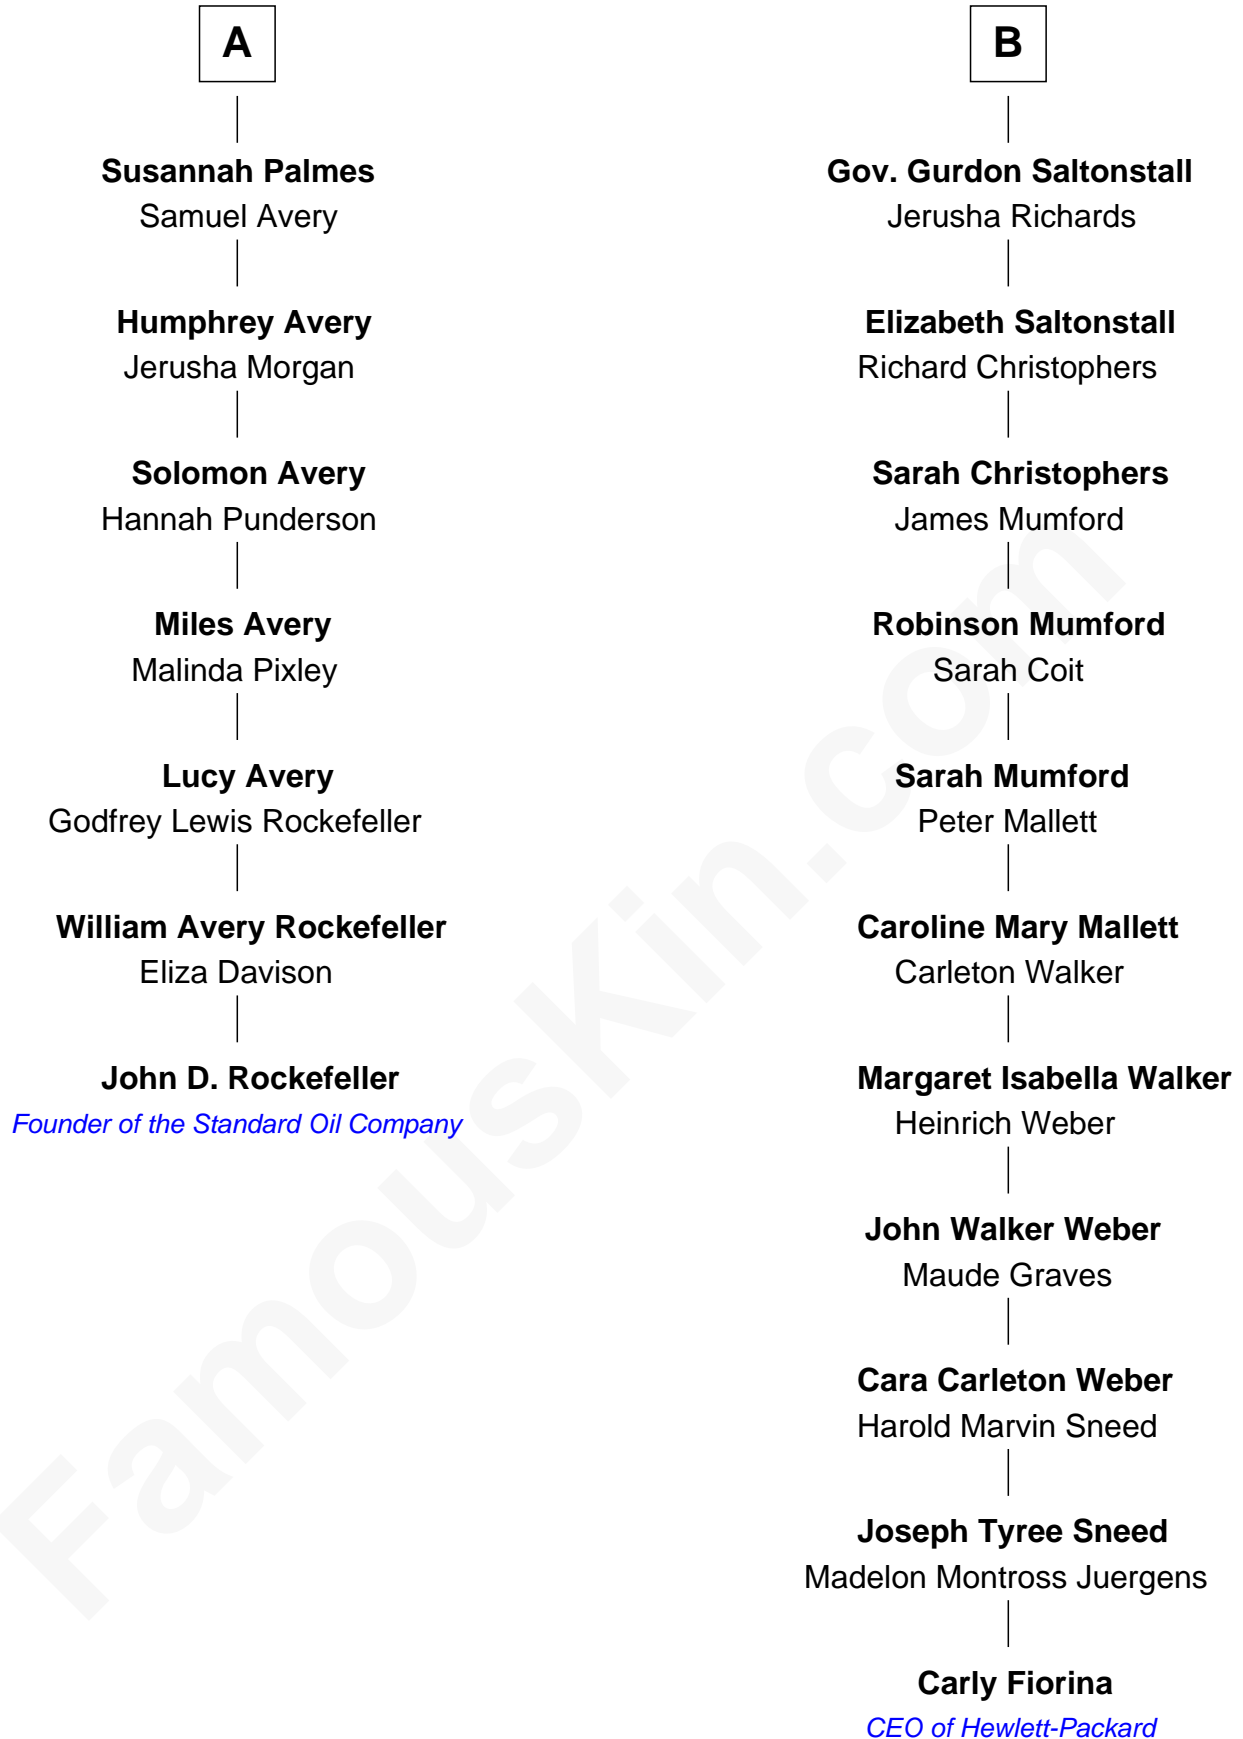 A
Susannah Palmes
Samuel Avery
Humphrey Avery
Jerusha Morgan
Solomon Avery
Hannah Punderson
Miles Avery
Malinda Pixley
Lucy Avery
Godfrey Lewis Rockefeller
William Avery Rockefeller
Eliza Davison
John D. Rockefeller
Founder of the Standard Oil Company
B
Gov. Gurdon Saltonstall
Jerusha Richards
Elizabeth Saltonstall
Richard Christophers
Sarah Christophers
James Mumford
Robinson Mumford
Sarah Coit
Sarah Mumford
Peter Mallett
Caroline Mary Mallett
Carleton Walker
Margaret Isabella Walker
Heinrich Weber
John Walker Weber
Maude Graves
Cara Carleton Weber
Harold Marvin Sneed
Joseph Tyree Sneed
Madelon Montross Juergens
Carly Fiorina
CEO of Hewlett-Packard
FamousKin.com